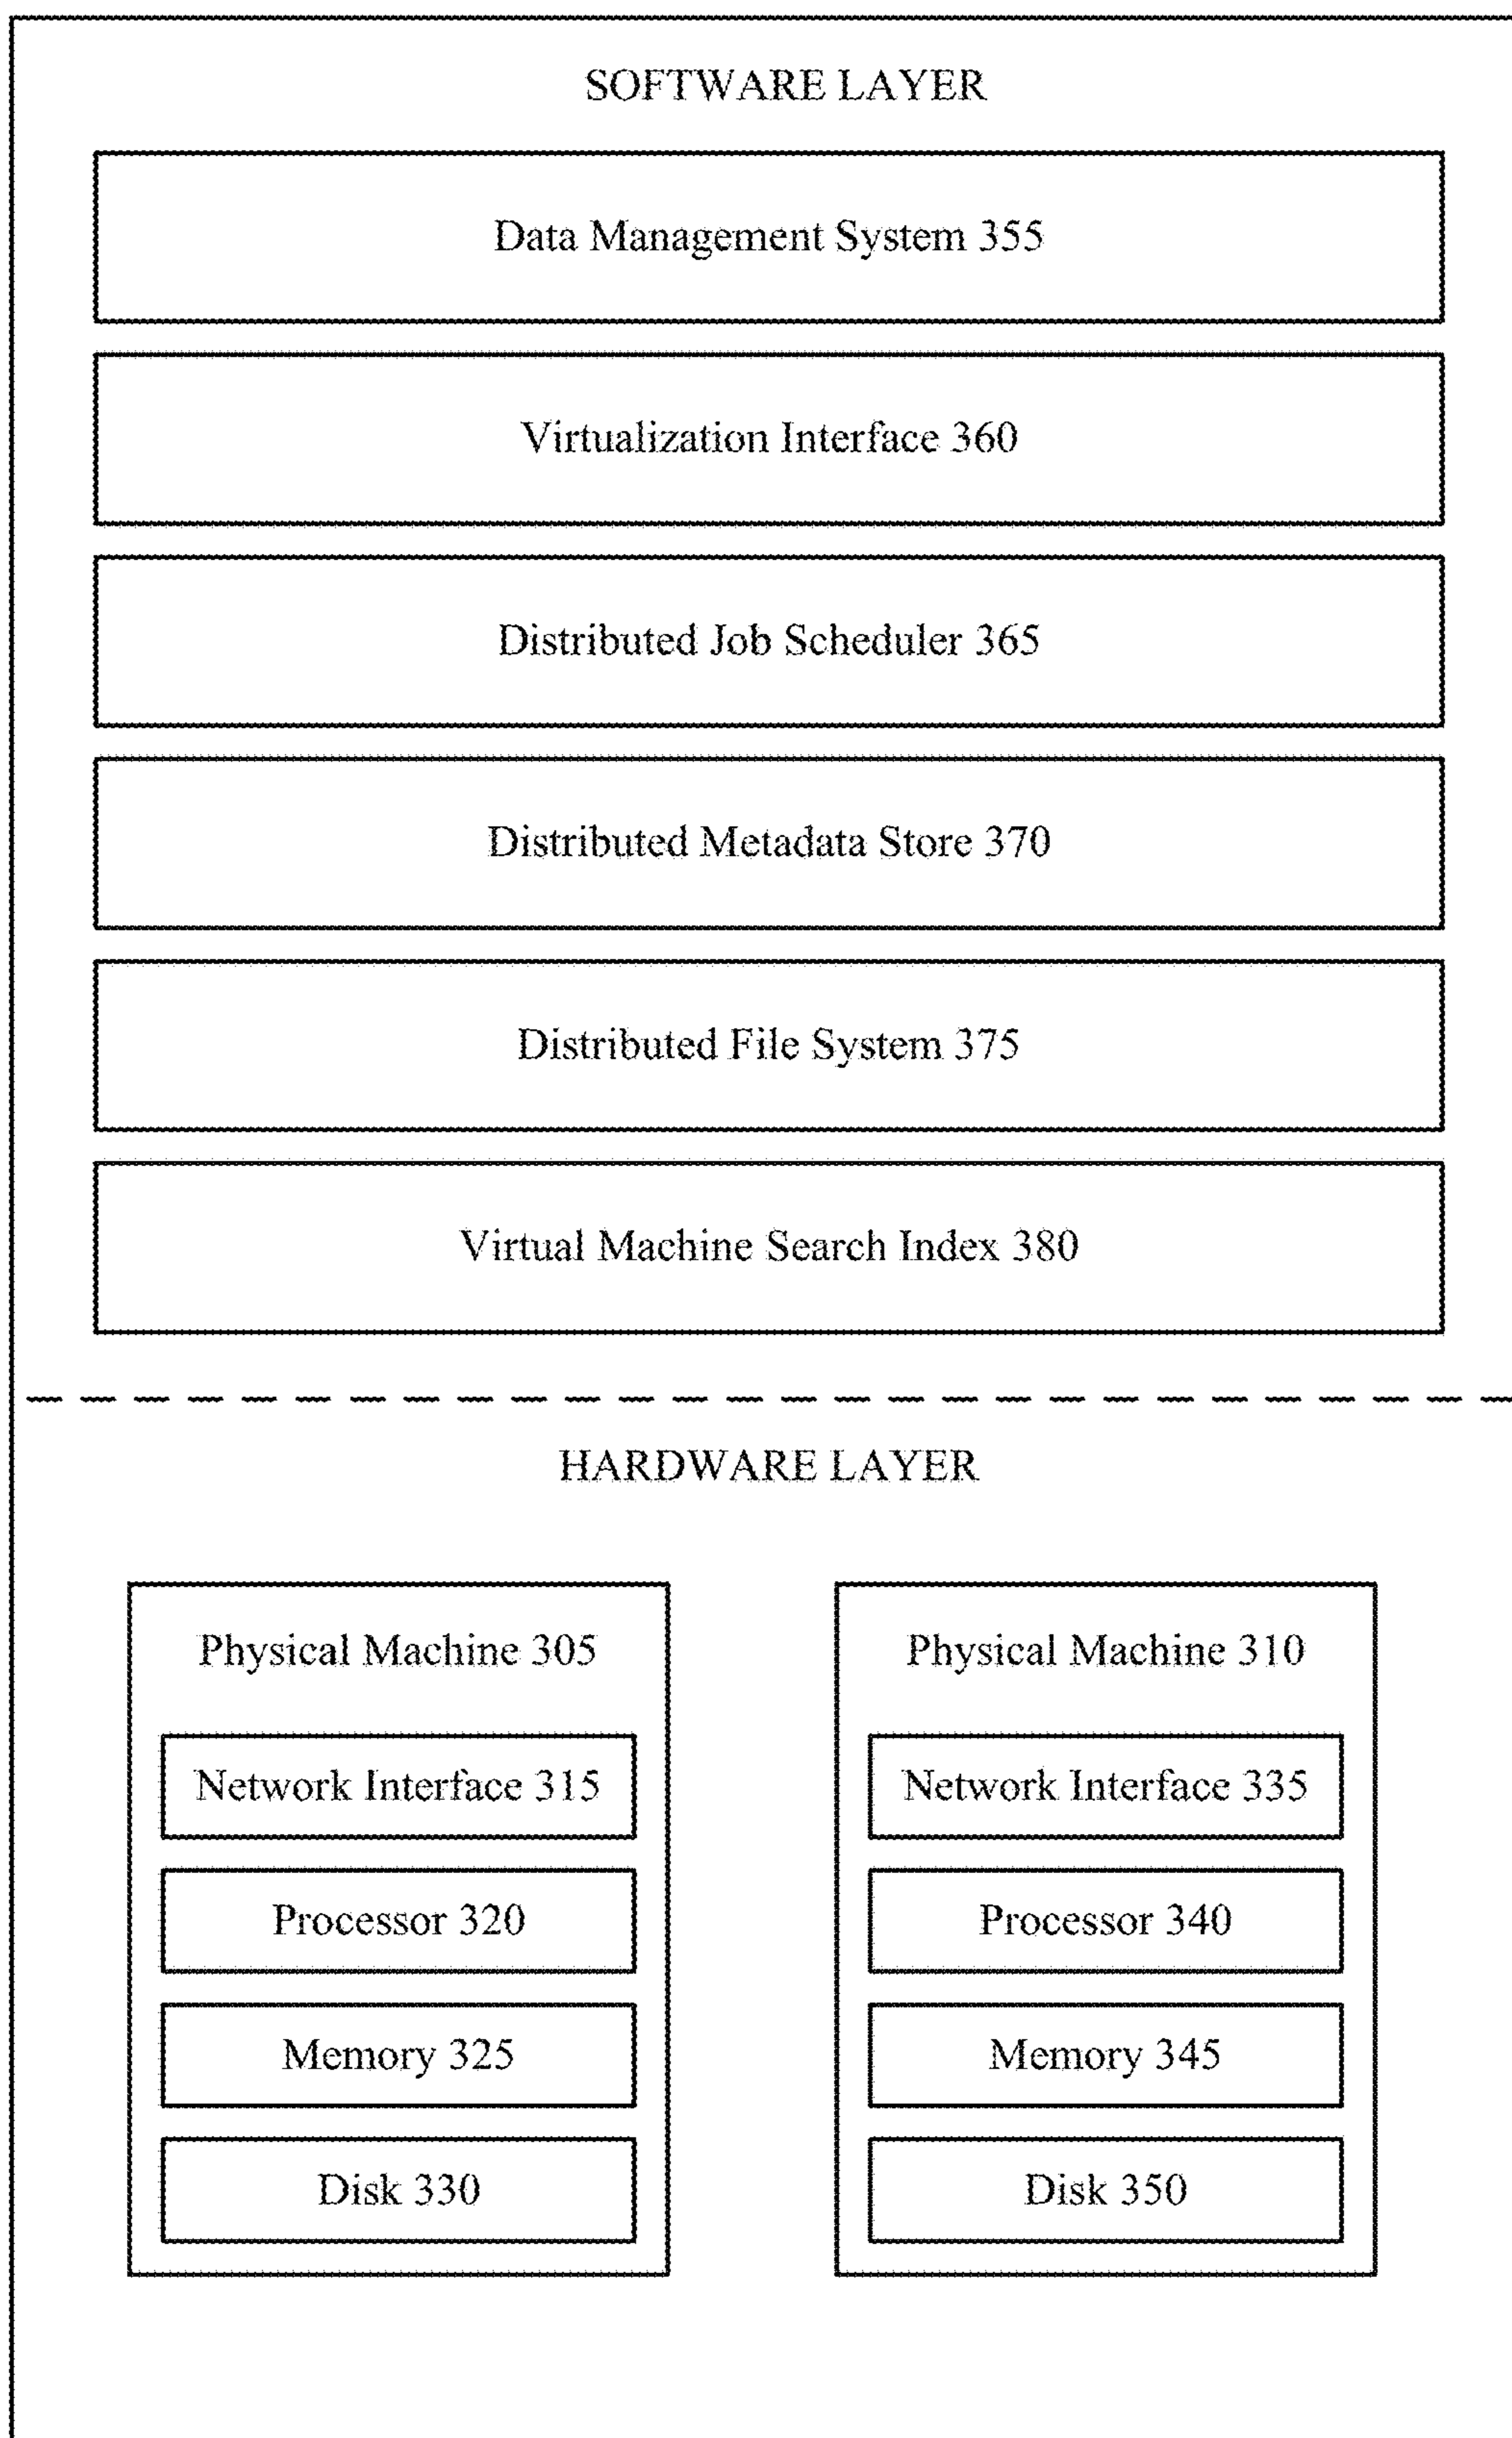 SOFTWARE LAYER
Data Management System 355
Virtualization Interface 360
Distributed Job Scheduler 365
Distributed Metadata Store 370
Distributed File System 375
Virtual Machine Search Index 380
HARDWARE LAYER
Physical Machine 305
Network Interface 315
Processor 320
Memory 325
Disk 330
Physical Machine 310
Network Interface 335
Processor 340
Memory 345
Disk 350